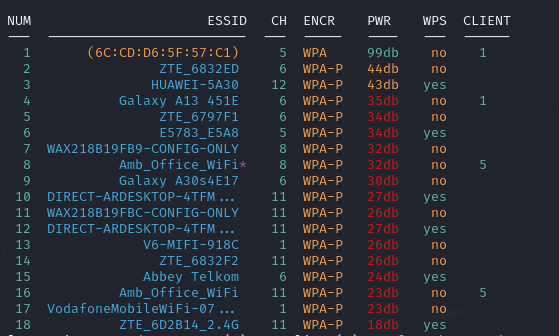 NUM ESSID CH ENCR PWR WPS CLIENT
1 (6C:CD:D6:5F:57:C1) 5 WPA 99db no 1
2 ZTE_6832ED 6 WPA-P 44db no
3 HUAWEI-5A30 12 WPA-P 43db yes
4 Galaxy A13 451E 6 WPA-P 35db no 1
5 ZTE_6797F1 6 WPA-P 34db no
6 E5783_E5A8 5 WPA-P 34db yes
7 WAX218B19FB9-CONFIG-ONLY 8 WPA-P 32db no
8 Amb_Office_WiFi* 8 WPA-P 32db no 5
9 Galaxy A30s4E17 6 WPA-P 30db no
10 DIRECT-ARDESKTOP-4TFM... 11 WPA-P 27db yes
11 WAX218B19FBC-CONFIG-ONLY 11 WPA-P 26db no
12 DIRECT-ARDESKTOP-4TFM... 11 WPA-P 27db yes
13 V6-MIFI-918C 1 WPA-P 26db no
14 ZTE_6832F2 11 WPA-P 26db no
15 Abbey Telkom 6 WPA-P 24db yes
16 Amb_Office_WiFi 11 WPA-P 23db no 5
17 VodafoneMobileWiFi-07... 1 WPA-P 23db no
18 ZTE_6D2B14_2.4G 11 WPA-P 18db yes